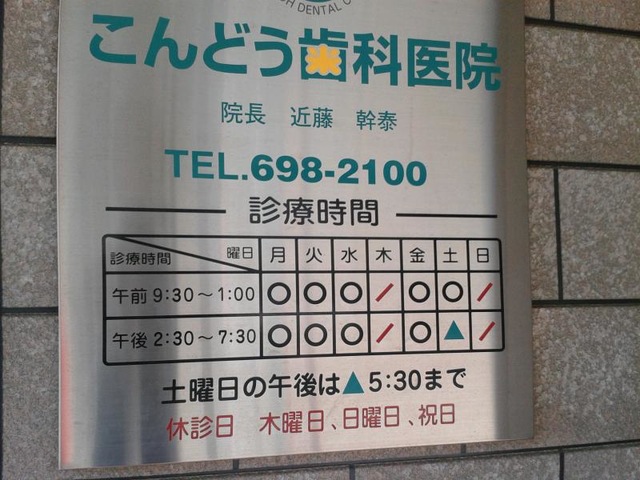 DENTAL
こんどう歯科医院
院長 近藤 幹泰
TEL.698-2100
診療時間
診療時間 曜日 月 火 水 木 金 土 日
午前 9:30～1:00 ○ ○ ○ / ○ ○ /
午後 2:30～7:30 ○ ○ ○ / ○ ▲ /
土曜日の午後は▲5:30まで
休診日 木曜日、日曜日、祝日